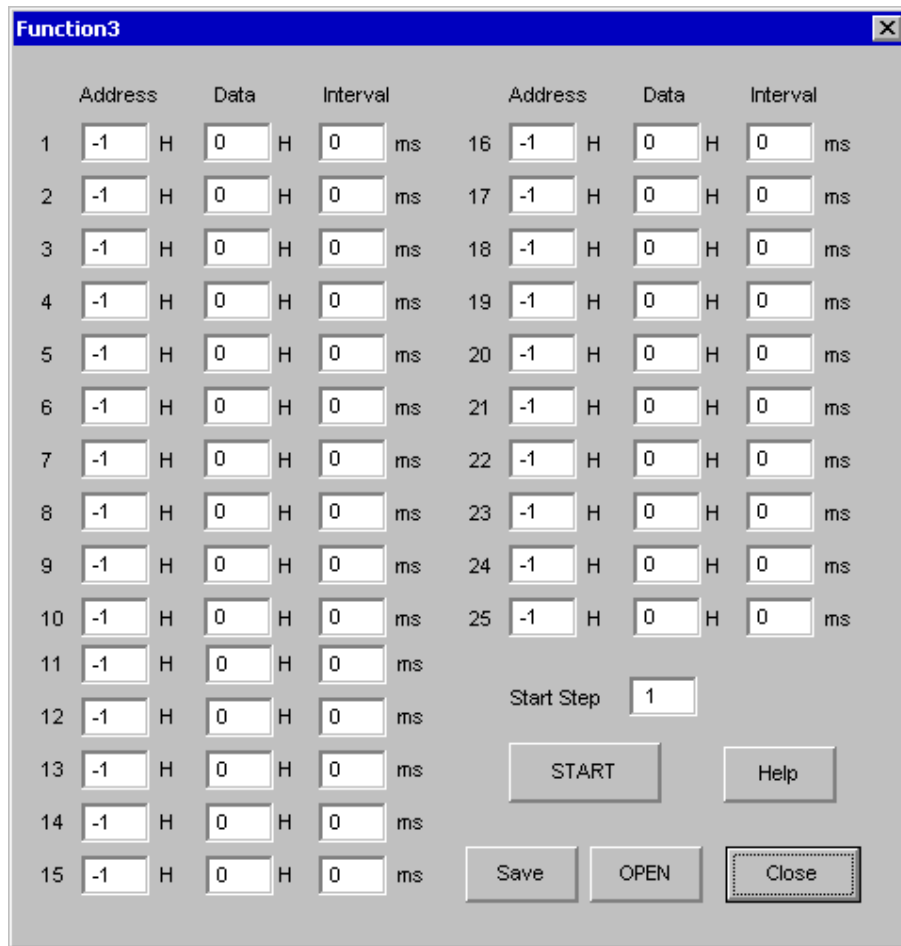 Function3
Address Data Interval Address Data Interval
1 -1 H 0 H 0 ms 16 -1 H 0 H 0 ms
2 -1 H 0 H 0 ms 17 -1 H 0 H 0 ms
3 -1 H 0 H 0 ms 18 -1 H 0 H 0 ms
4 -1 H 0 H 0 ms 19 -1 H 0 H 0 ms
5 -1 H 0 H 0 ms 20 -1 H 0 H 0 ms
6 -1 H 0 H 0 ms 21 -1 H 0 H 0 ms
7 -1 H 0 H 0 ms 22 -1 H 0 H 0 ms
8 -1 H 0 H 0 ms 23 -1 H 0 H 0 ms
9 -1 H 0 H 0 ms 24 -1 H 0 H 0 ms
10 -1 H 0 H 0 ms 25 -1 H 0 H 0 ms
11 -1 H 0 H 0 ms
12 -1 H 0 H 0 ms Start Step 1
13 -1 H 0 H 0 ms START Help
14 -1 H 0 H 0 ms
15 -1 H 0 H 0 ms Save OPEN Close